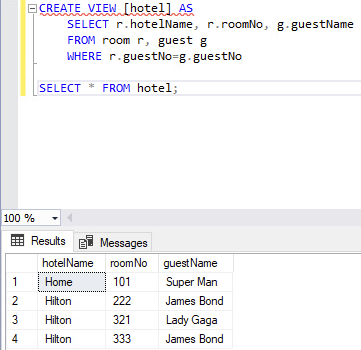 CREATE VIEW [hotel] AS
SELECT r.hotelName, r.roomNo, g.guestName
FROM room r, guest g
WHERE r.guestNo=g.guestNo
SELECT * FROM hotel;
100 %
Results Messages
hotelName roomNo guestName
1 Home 101 Super Man
2 Hilton 222 James Bond
3 Hilton 321 Lady Gaga
4 Hilton 333 James Bond